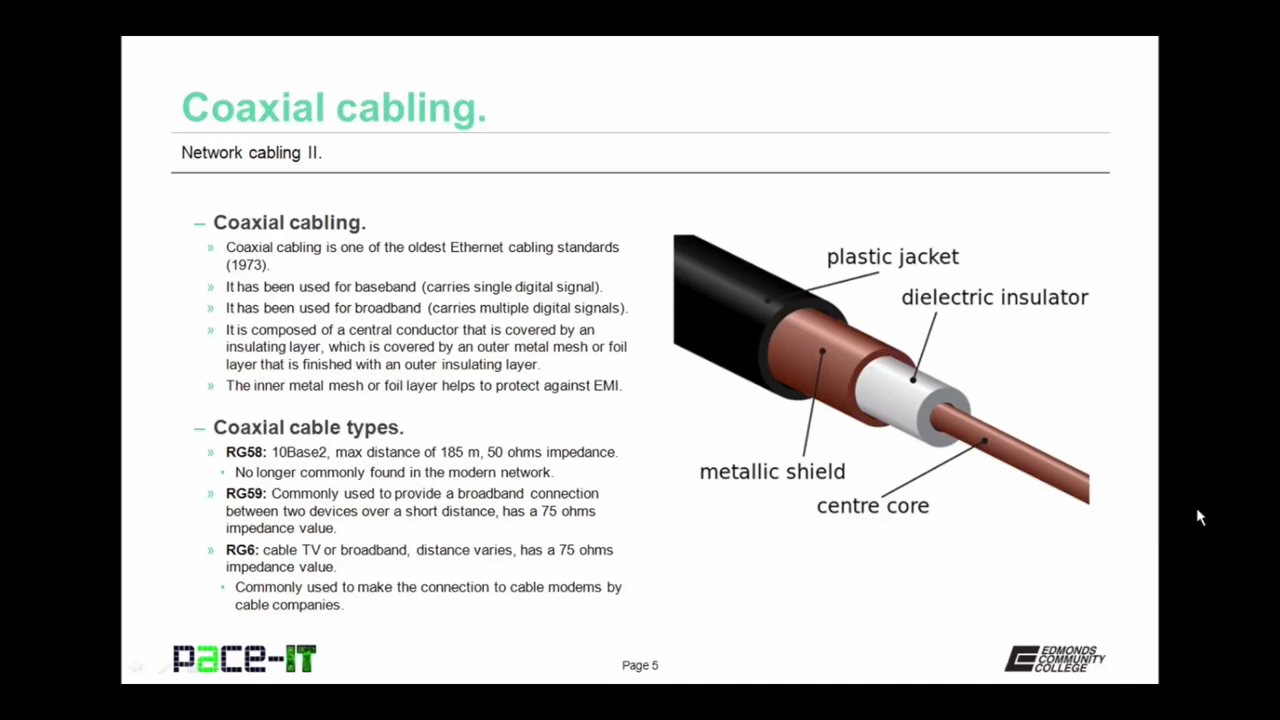 Coaxial cabling.
Network cabling II.
– Coaxial cabling.
» Coaxial cabling is one of the oldest Ethernet cabling standards
(1973).
» It has been used for baseband (carries single digital signal).
» It has been used for broadband (carries multiple digital signals).
» It is composed of a central conductor that is covered by an
insulating layer, which is covered by an outer metal mesh or foil
layer that is finished with an outer insulating layer.
» The inner metal mesh or foil layer helps to protect against EMI.
– Coaxial cable types.
» RG58: 10Base2, max distance of 185 m, 50 ohms impedance.
• No longer commonly found in the modern network.
» RG59: Commonly used to provide a broadband connection
between two devices over a short distance, has a 75 ohms
impedance value.
» RG6: cable TV or broadband, distance varies, has a 75 ohms
impedance value.
• Commonly used to make the connection to cable modems by
cable companies.
plastic jacket
dielectric insulator
metallic shield
centre core
pace-IT
Page 5
EDMONDS
COMMUNITY
COLLEGE